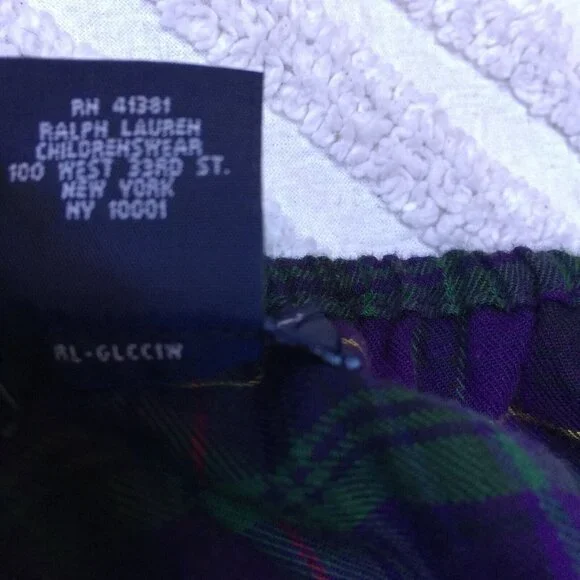 RN 41381
RALPH LAUREN
CHILDRENSWEAR
100 WEST 33RD ST.
NEW YORK
NY 10001
RL-GLCCIW